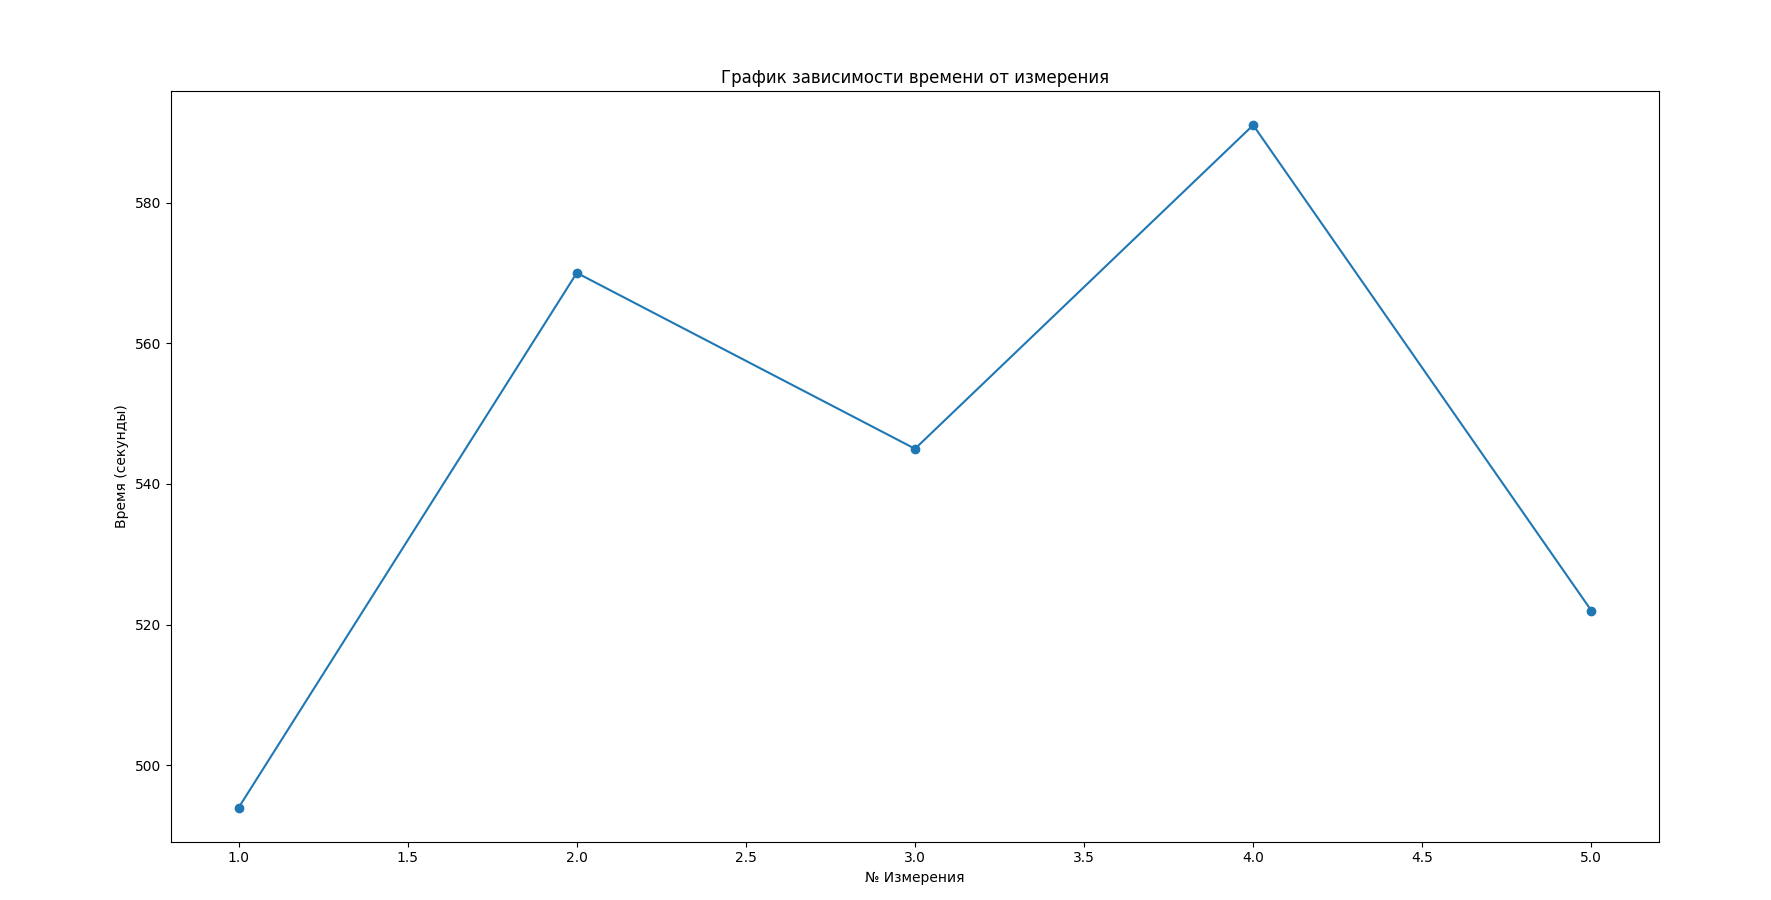 График зависимости времени от измерения
Время (секунды)
580
560
540
520
500
1.0 1.5 2.0 2.5 3.0 3.5 4.0 4.5 5.0
№ Измерения